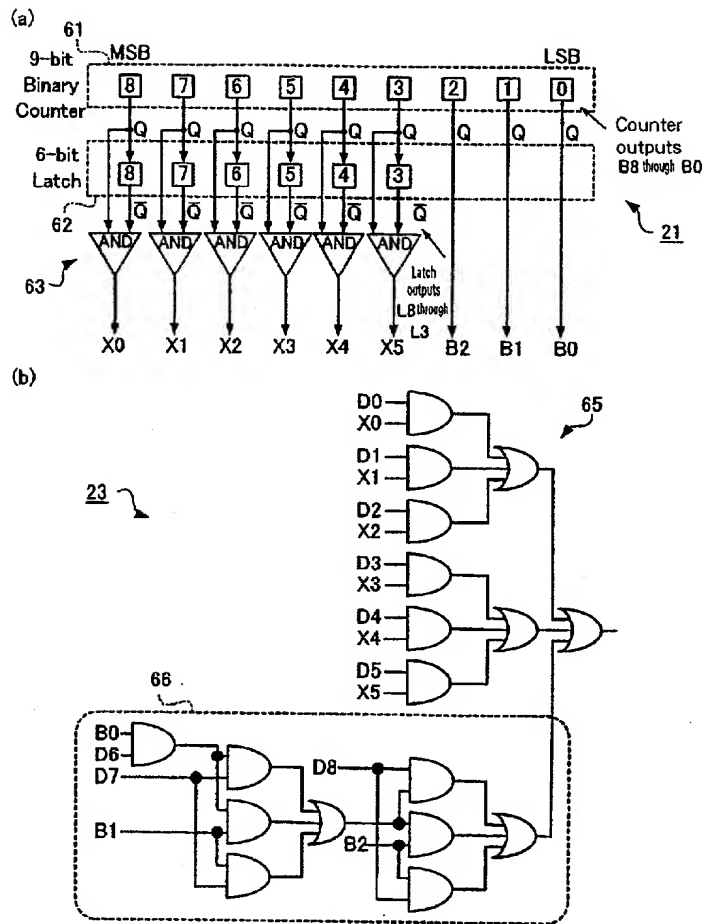 (a)
61
9-bit
Binary
Counter
MSB
LSB
8 7 6 5 4 3 2 1 0
Q Q Q Q Q Q Q Q Q
Counter
outputs
B8 through B0
6-bit
Latch
8 7 6 5 4 3
62
Q̅ Q̅ Q̅ Q̅ Q̅ Q̅
21
AND AND AND AND AND AND
63
Latch
outputs
L8 through
L3
X0 X1 X2 X3 X4 X5 B2 B1 B0
(b)
D0
X0
65
D1
X1
23
D2
X2
D3
X3
D4
X4
D5
X5
66
B0
D6
D7
D8
B1
B2